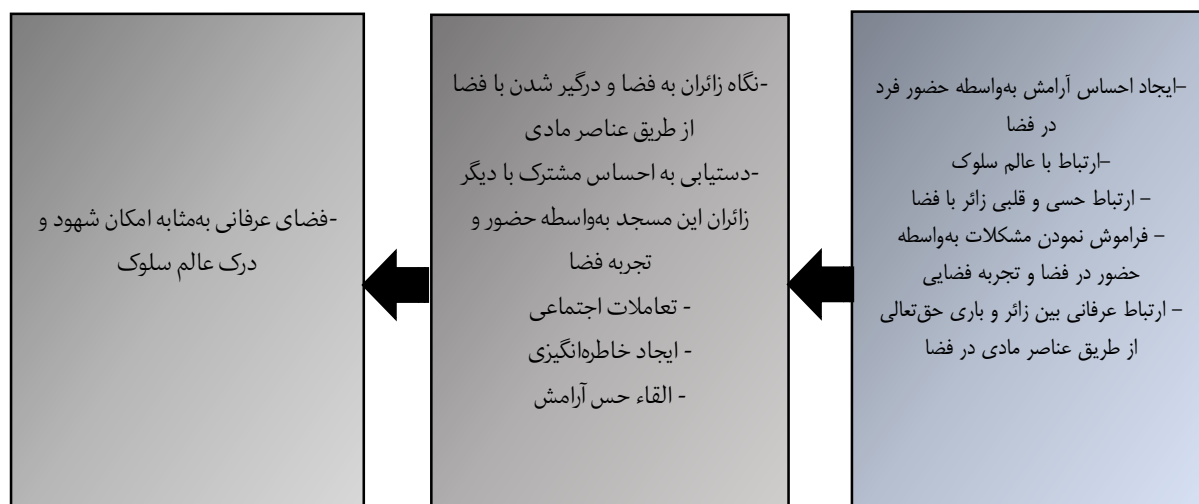 –ایجاد احساس آرامش به‌واسطه حضور فرد
در فضا
–ارتباط با عالم سلوک
– ارتباط حسی و قلبی زائر با فضا
– فراموش نمودن مشکلات به‌واسطه
حضور در فضا و تجربه فضایی
– ارتباط عرفانی بین زائر و باری حق‌تعالی
از طریق عناصر مادی در فضا
-نگاه زائران به فضا و درگیر شدن با فضا
از طریق عناصر مادی
-دستیابی به احساس مشترک با دیگر
زائران این مسجد به‌واسطه حضور و
تجربه فضا
- تعاملات اجتماعی
- ایجاد خاطره‌انگیزی
- القاء حس آرامش
-فضای عرفانی به‌مثابه امکان شهود و
درک عالم سلوک